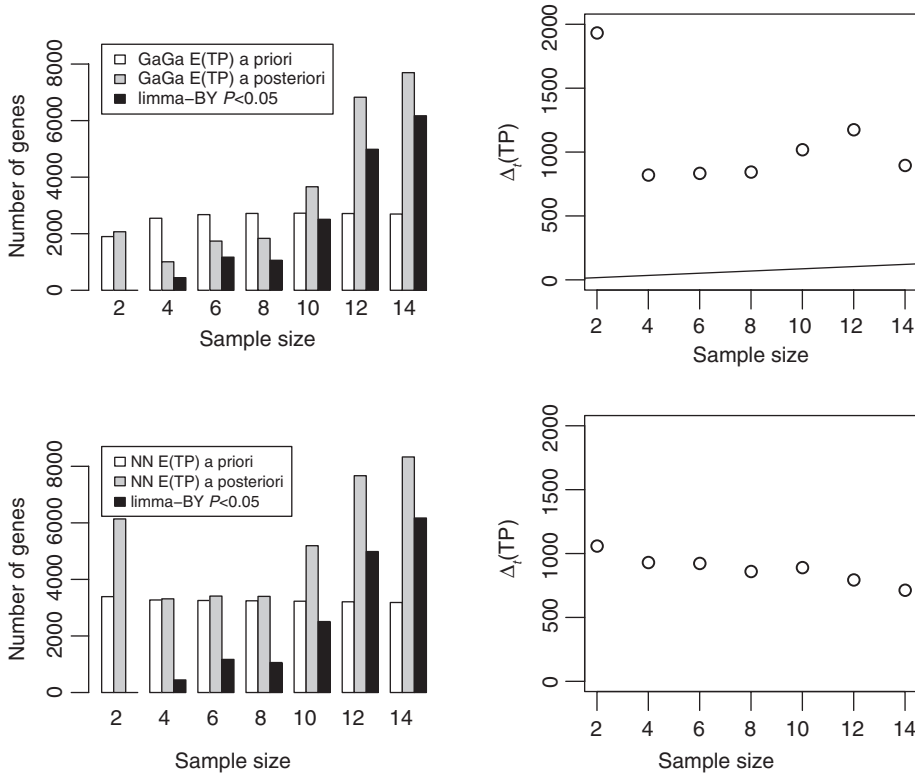 GaGa E(TP) a priori
GaGa E(TP) a posteriori
limma−BY P<0.05
Number of genes
0 2000 4000 6000 8000
2 4 6 8 10 12 14
Sample size
Δt(TP)
0 500 1000 1500 2000
2 4 6 8 10 12 14
Sample size
NN E(TP) a priori
NN E(TP) a posteriori
limma−BY P<0.05
Number of genes
0 2000 4000 6000 8000
2 4 6 8 10 12 14
Sample size
Δt(TP)
0 500 1000 1500 2000
2 4 6 8 10 12 14
Sample size